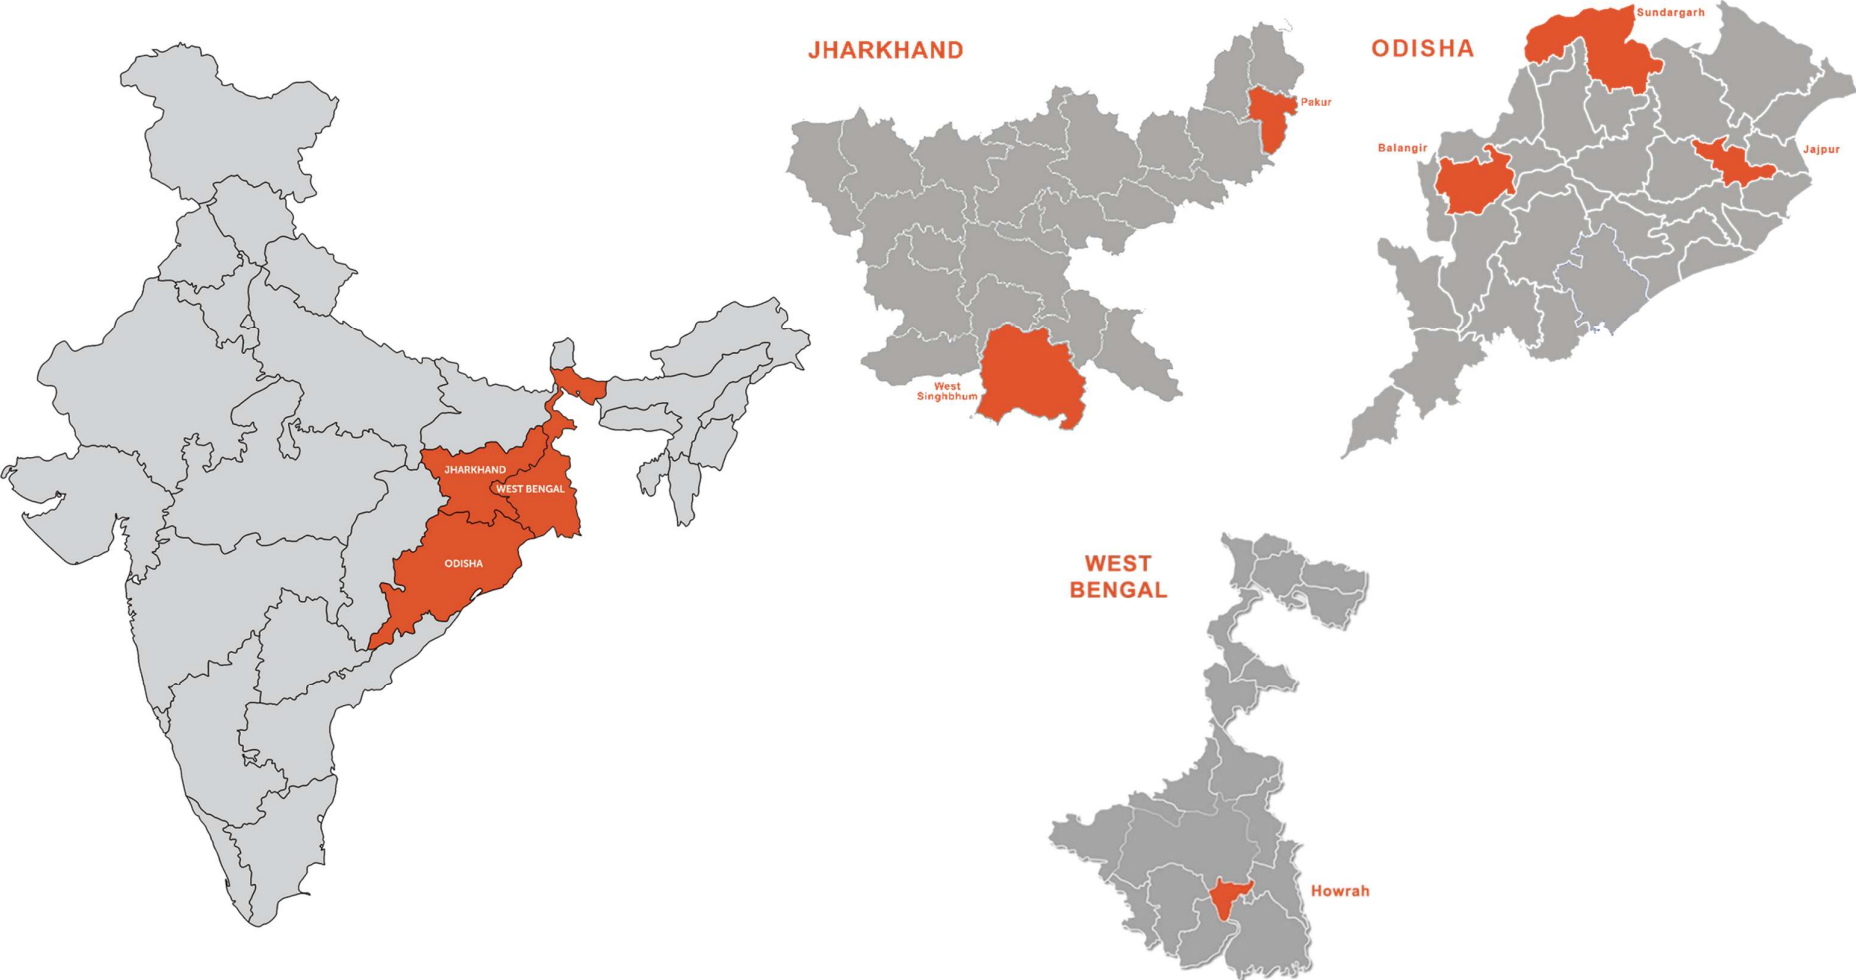 JHARKHAND
WEST BENGAL
ODISHA
JHARKHAND
Pakur
West
Singhbhum
ODISHA
Sundargarh
Balangir
Jajpur
WEST
BENGAL
Howrah